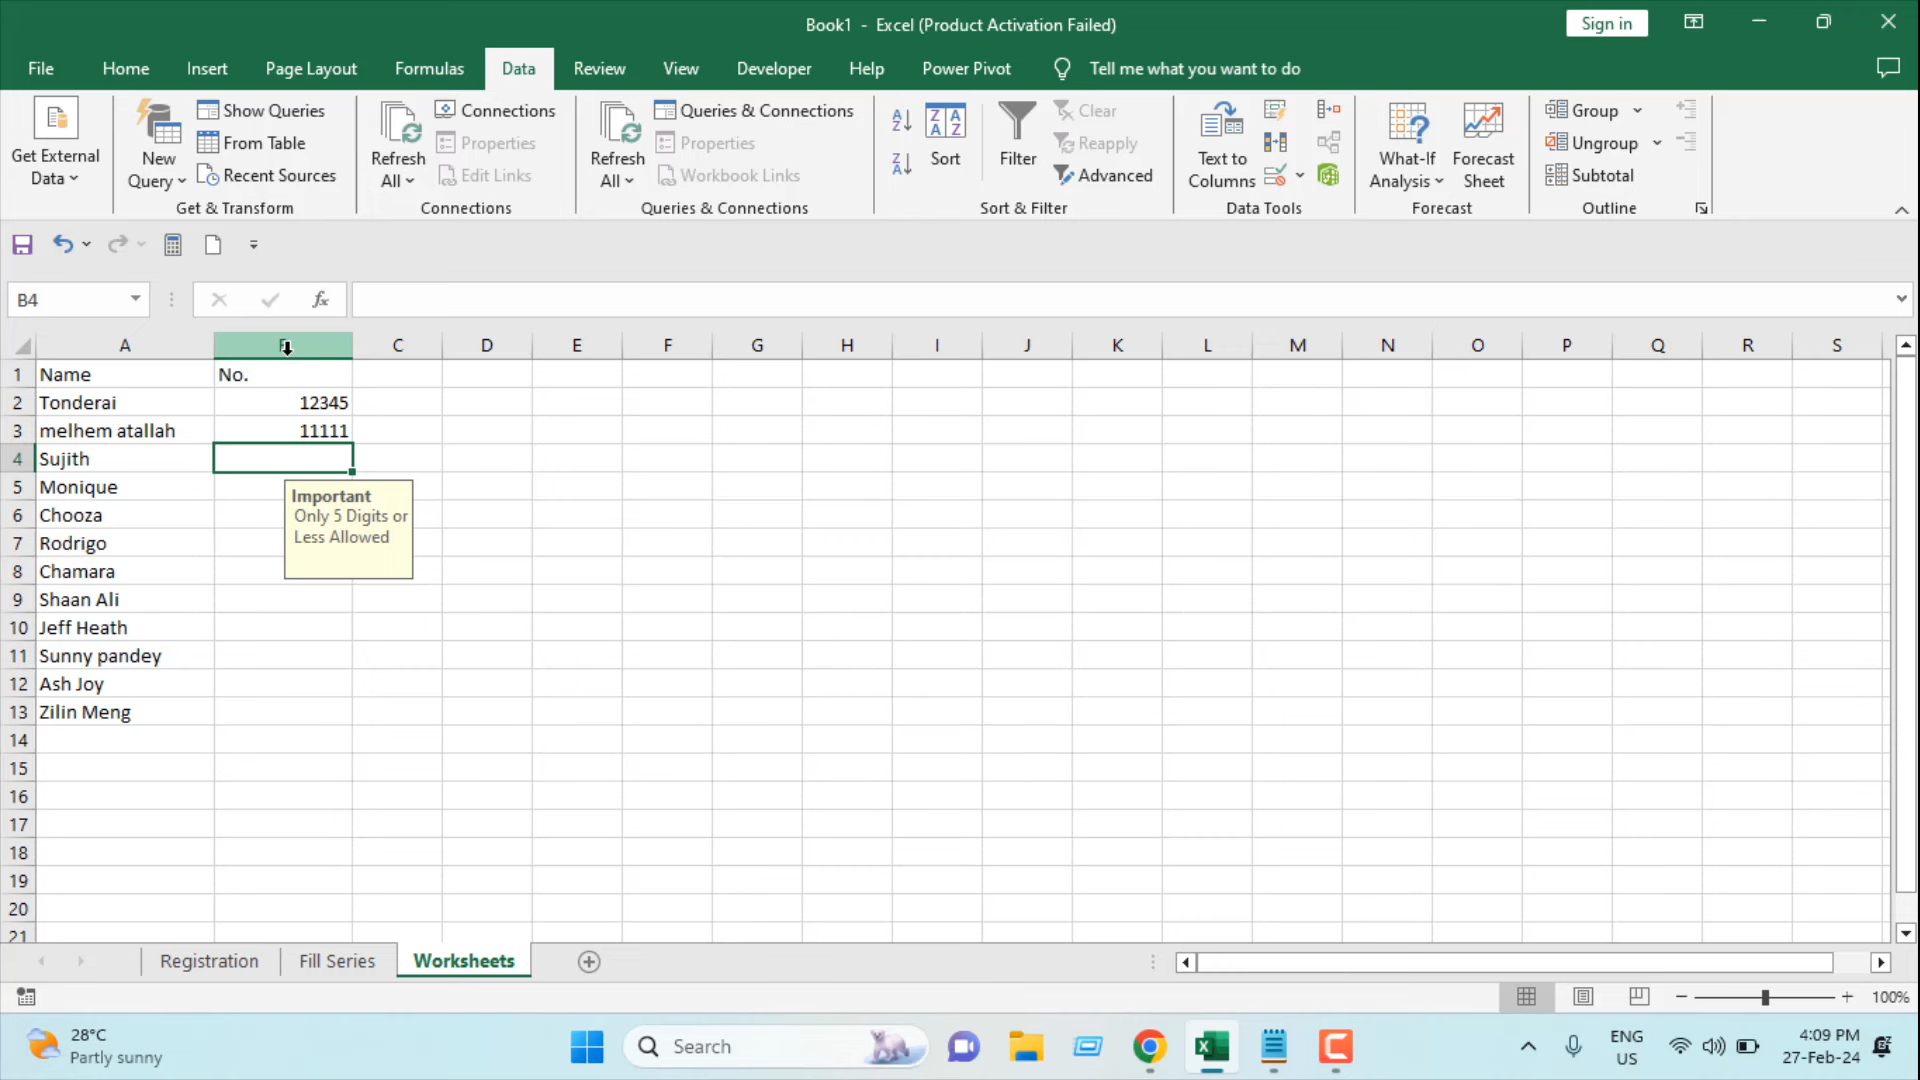 Book1 - Excel (Product Activation Failed)
Sign in
File Home Insert Page Layout Formulas Data Review View Developer Help Power Pivot Tell me what you want to do
Get External Data
New Query
Show Queries
From Table
Recent Sources
Get & Transform
Refresh All
Connections
Properties
Edit Links
Connections
Refresh All
Queries & Connections
Properties
Workbook Links
Queries & Connections
Sort
Filter
Clear
Reapply
Advanced
Sort & Filter
Text to Columns
Data Tools
What-If Analysis
Forecast Sheet
Forecast
Group
Ungroup
Subtotal
Outline
B4
fx
A C D E F G H I J K L M N O P Q R S
1 Name No.
2 Tonderai 12345
3 melhem atallah 11111
4 Sujith
5 Monique
6 Chooza
7 Rodrigo
8 Chamara
9 Shaan Ali
10 Jeff Heath
11 Sunny pandey
12 Ash Joy
13 Zilin Meng
14
15
16
17
18
19
20
21
Important
Only 5 Digits or
Less Allowed
Registration Fill Series Worksheets
100%
28°C
Partly sunny
Search
ENG
US
4:09 PM
27-Feb-24